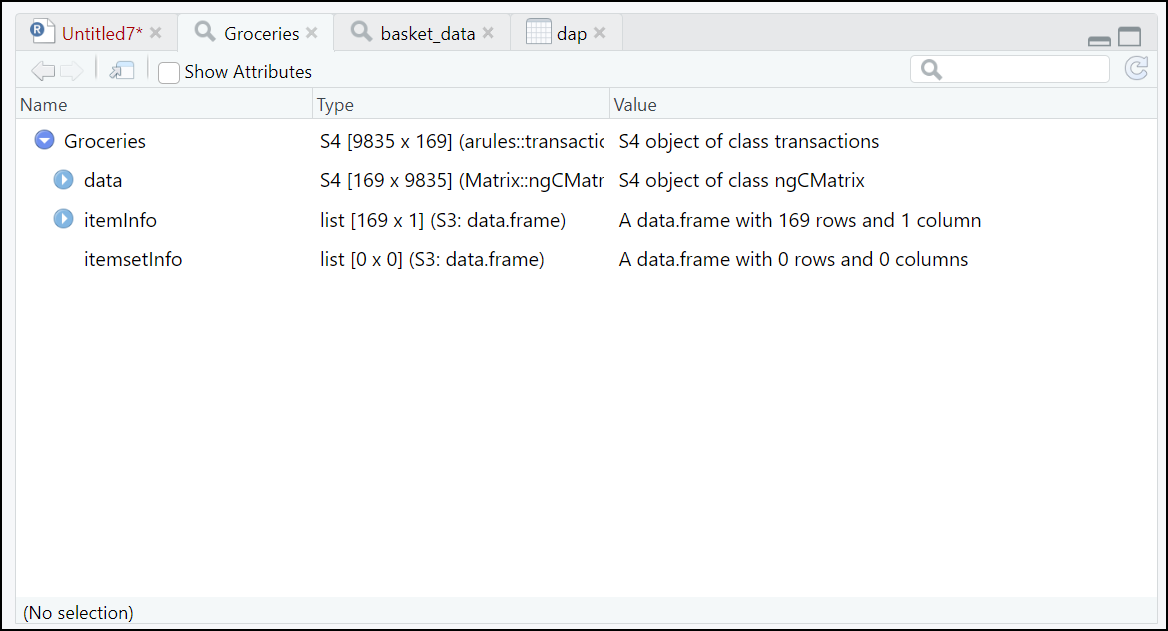 R Untitled7* Groceries basket_data dap
Show Attributes
Name Type Value
Groceries S4 [9835 x 169] (arules::transactic S4 object of class transactions
data S4 [169 x 9835] (Matrix::ngCMatr S4 object of class ngCMatrix
itemInfo list [169 x 1] (S3: data.frame) A data.frame with 169 rows and 1 column
itemsetInfo list [0 x 0] (S3: data.frame) A data.frame with 0 rows and 0 columns
(No selection)